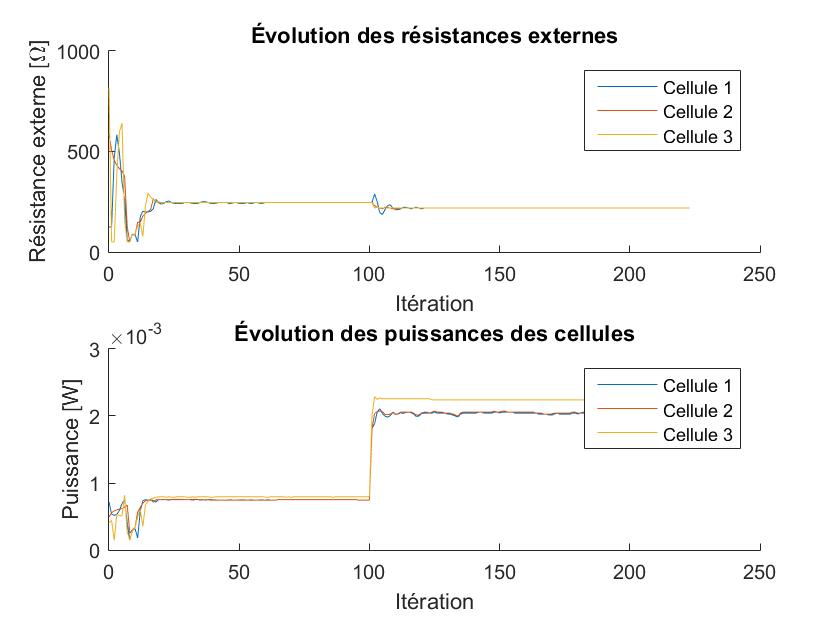 Évolution des résistances externes
Résistance externe [Ω]
1000
500
0
Cellule 1
Cellule 2
Cellule 3
0 50 100 150 200 250
Itération
Évolution des puissances des cellules
×10⁻³
Puissance [W]
3
2
1
0
Cellule 1
Cellule 2
Cellule 3
0 50 100 150 200 250
Itération